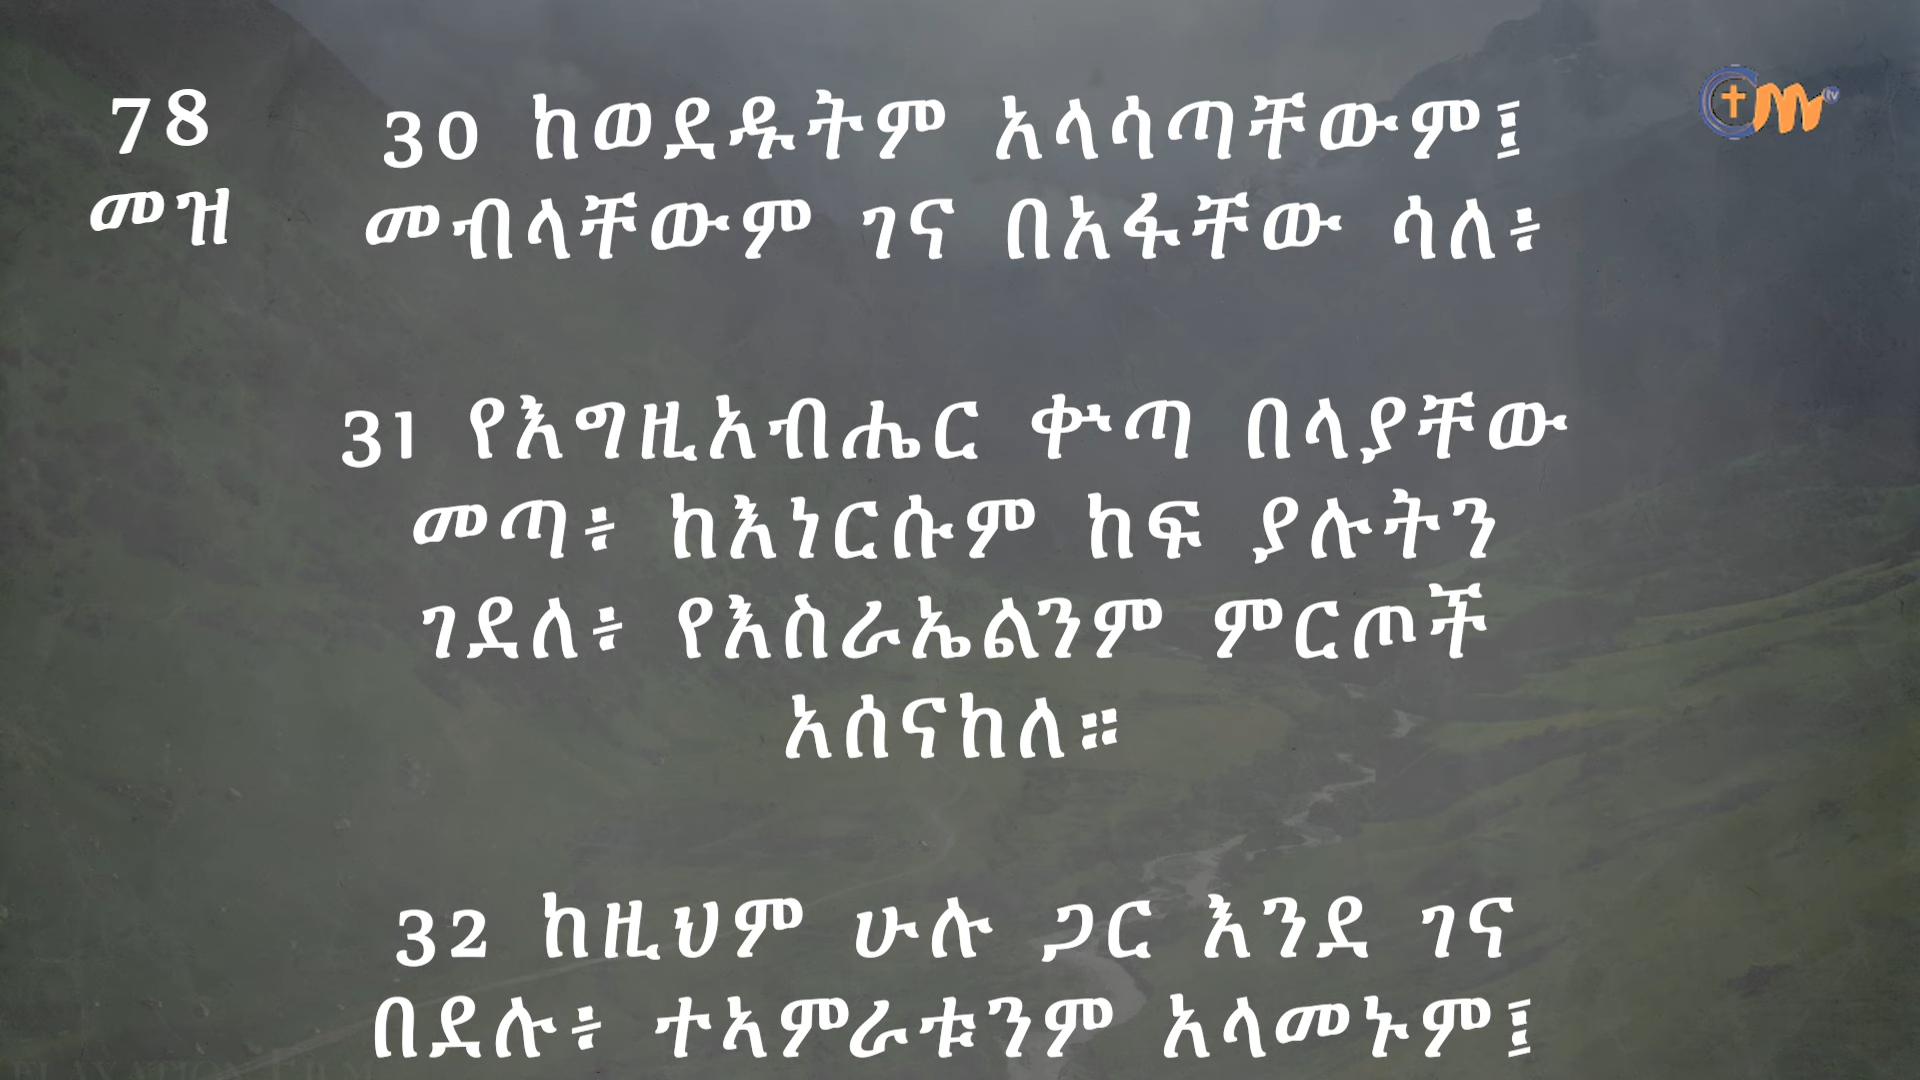 78
መዝ
30 ከወደዱትም አላሳጣቸውም፤
መብላቸውም ገና በአፋቸው ሳለ፥
31 የእግዚአብሔር ቍጣ በላያቸው
መጣ፥ ከእነርሱም ከፍ ያሉትን
ገደለ፥ የእስራኤልንም ምርጦች
አሰናከለ።
32 ከዚህም ሁሉ ጋር እንደ ገና
በደሉ፥ ተኣምራቱንም አላመኑም፤